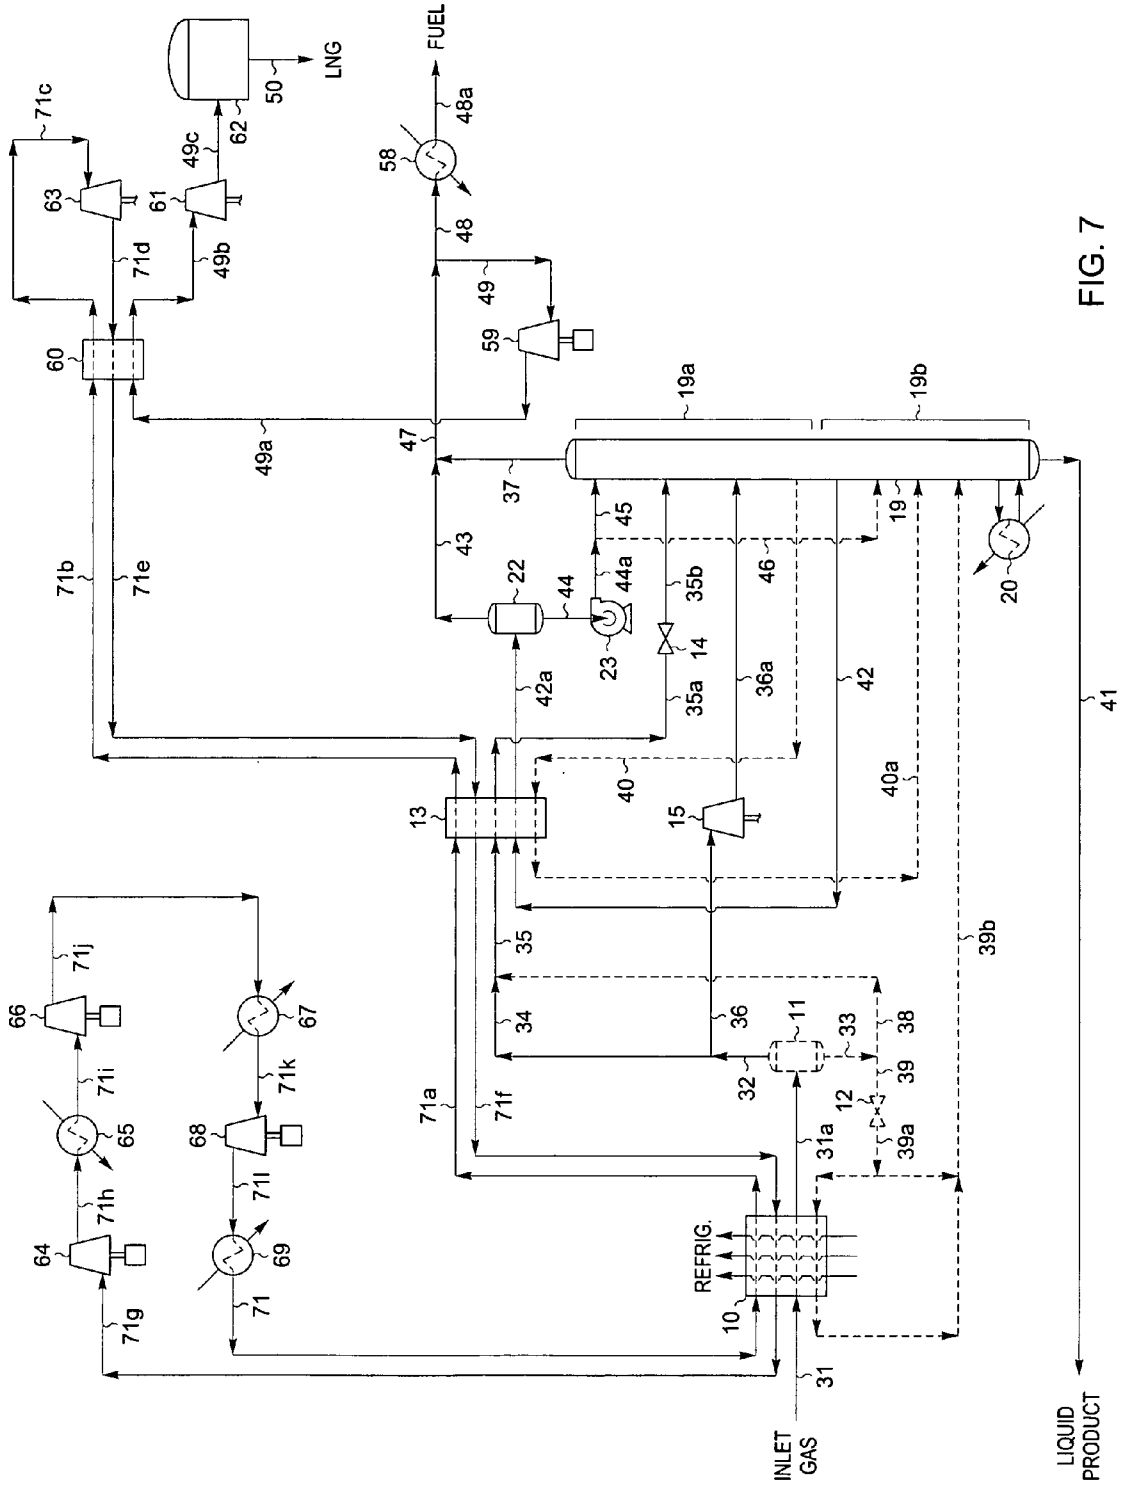 66
71j
71c
64
71h
65
71i
63
71d
60
71b
71g
71e
61
49c
62
49b
68
71l
71k
67
71
69
49a
50
LNG
FUEL
58
48
48a
47
43
13
71a
71f
49
59
22
42a
44
37
34
35
45
44a
23
40
35a
14
35b
19a
REFRIG.
10
15
36
36a
46
32
11
33
31a
12
39
38
39a
42
40a
19
19b
INLET
GAS
31
39b
20
LIQUID
PRODUCT
41
FIG. 7